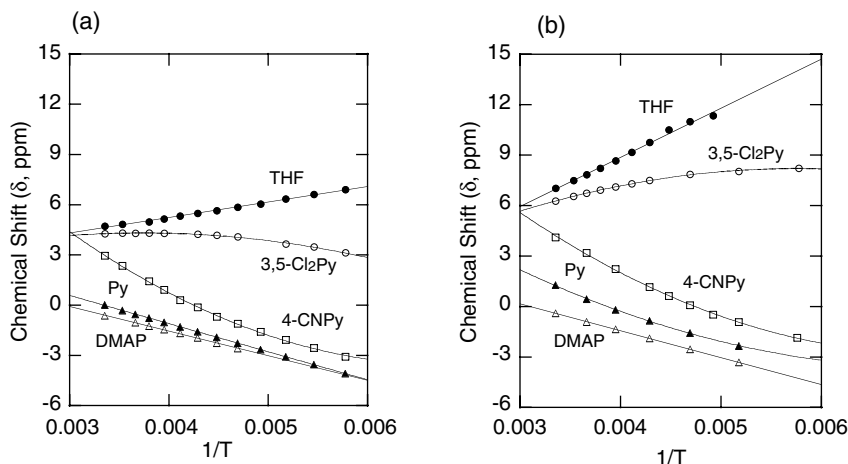 (a)
15
12
9
6
3
0
-3
-6
Chemical Shift (δ, ppm)
THF
3,5-Cl2Py
Py
4-CNPy
DMAP
0.003
0.004
0.005
0.006
1/T
(b)
15
12
9
6
3
0
-3
-6
Chemical Shift (δ, ppm)
THF
3,5-Cl2Py
Py
4-CNPy
DMAP
0.003
0.004
0.005
0.006
1/T